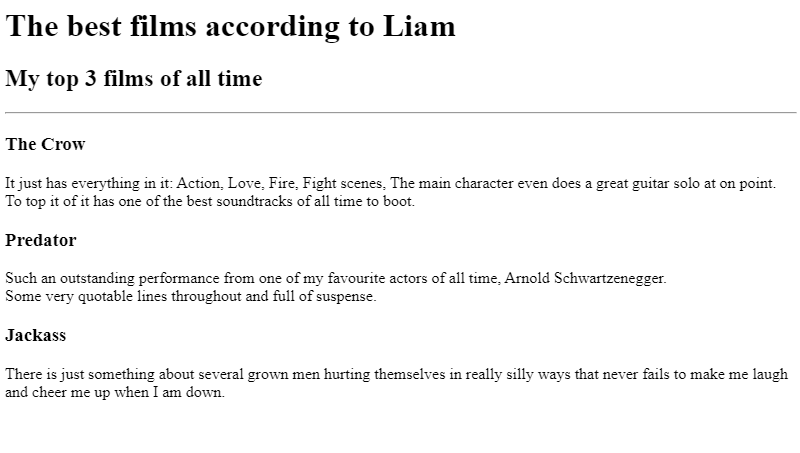 The best films according to Liam
My top 3 films of all time
The Crow
It just has everything in it: Action, Love, Fire, Fight scenes, The main character even does a great guitar solo at on point.
To top it of it has one of the best soundtracks of all time to boot.
Predator
Such an outstanding performance from one of my favourite actors of all time, Arnold Schwartzenegger.
Some very quotable lines throughout and full of suspense.
Jackass
There is just something about several grown men hurting themselves in really silly ways that never fails to make me laugh
and cheer me up when I am down.